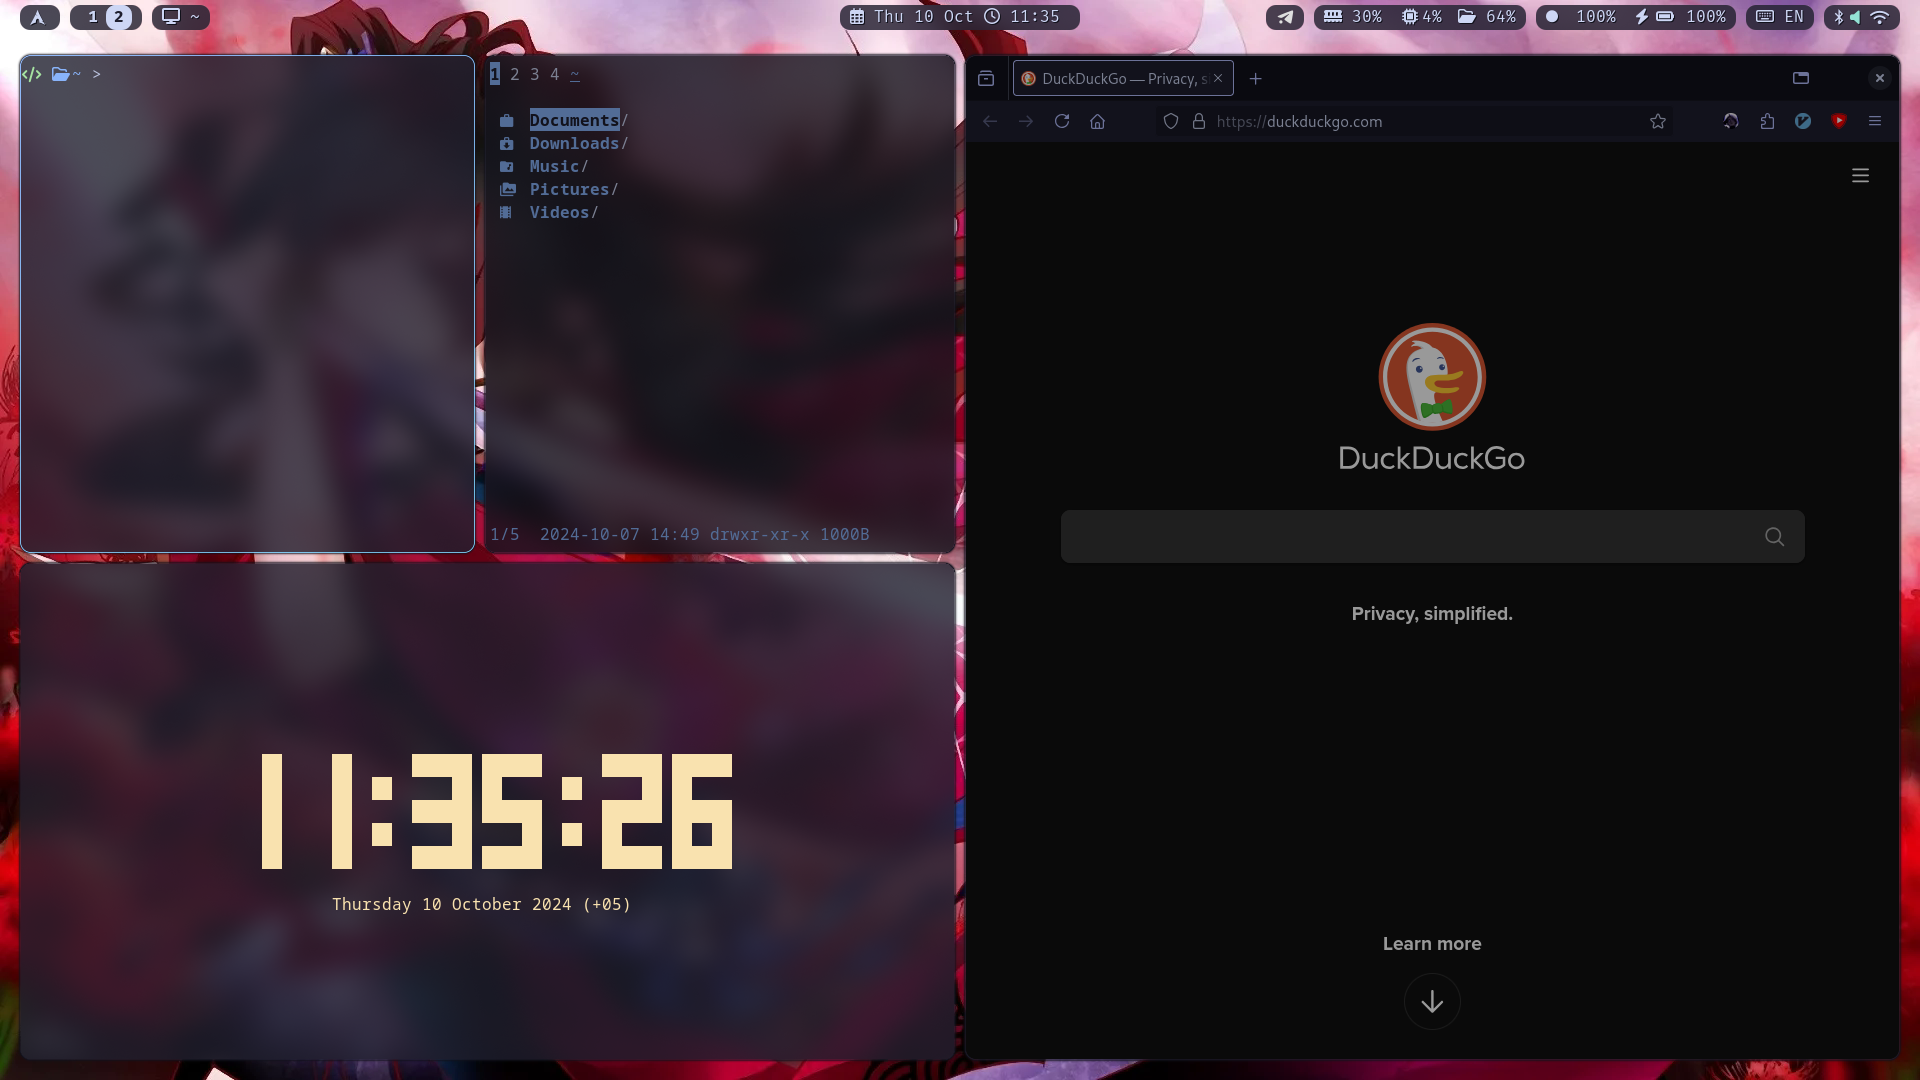 1 2 ~
Thu 10 Oct 11:35
30% 4% 64% 100% 100% EN
</> ~ >
1 2 3 4 ~
Documents/
Downloads/
Music/
Pictures/
Videos/
1/5 2024-10-07 14:49 drwxr-xr-x 1000B
11:35:26
Thursday 10 October 2024 (+05)
DuckDuckGo — Privacy, s
https://duckduckgo.com
DuckDuckGo
Privacy, simplified.
Learn more